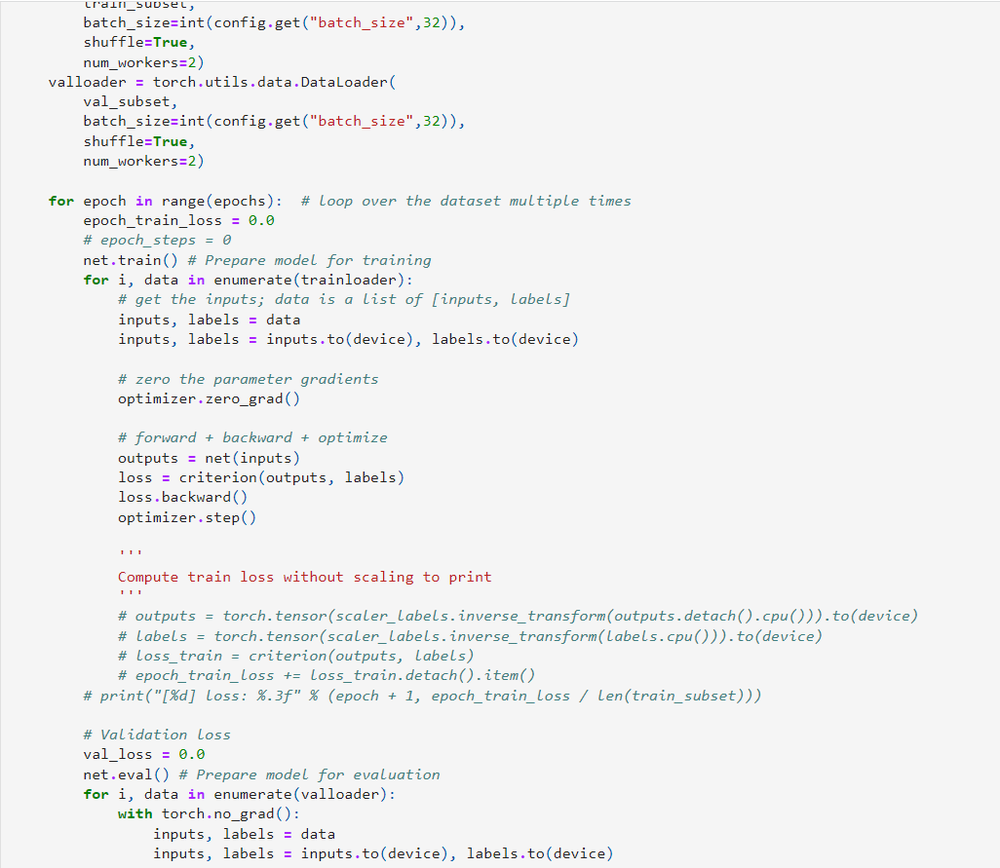 train_subset,
batch_size=int(config.get("batch_size",32)),
shuffle=True,
num_workers=2)
valloader = torch.utils.data.DataLoader(
val_subset,
batch_size=int(config.get("batch_size",32)),
shuffle=True,
num_workers=2)
for epoch in range(epochs):  # loop over the dataset multiple times
epoch_train_loss = 0.0
# epoch_steps = 0
net.train() # Prepare model for training
for i, data in enumerate(trainloader):
# get the inputs; data is a list of [inputs, labels]
inputs, labels = data
inputs, labels = inputs.to(device), labels.to(device)
# zero the parameter gradients
optimizer.zero_grad()
# forward + backward + optimize
outputs = net(inputs)
loss = criterion(outputs, labels)
loss.backward()
optimizer.step()
'''
Compute train loss without scaling to print
'''
# outputs = torch.tensor(scaler_labels.inverse_transform(outputs.detach().cpu())).to(device)
# labels = torch.tensor(scaler_labels.inverse_transform(labels.cpu())).to(device)
# loss_train = criterion(outputs, labels)
# epoch_train_loss += loss_train.detach().item()
# print("[%d] loss: %.3f" % (epoch + 1, epoch_train_loss / len(train_subset)))
# Validation loss
val_loss = 0.0
net.eval() # Prepare model for evaluation
for i, data in enumerate(valloader):
with torch.no_grad():
inputs, labels = data
inputs, labels = inputs.to(device), labels.to(device)